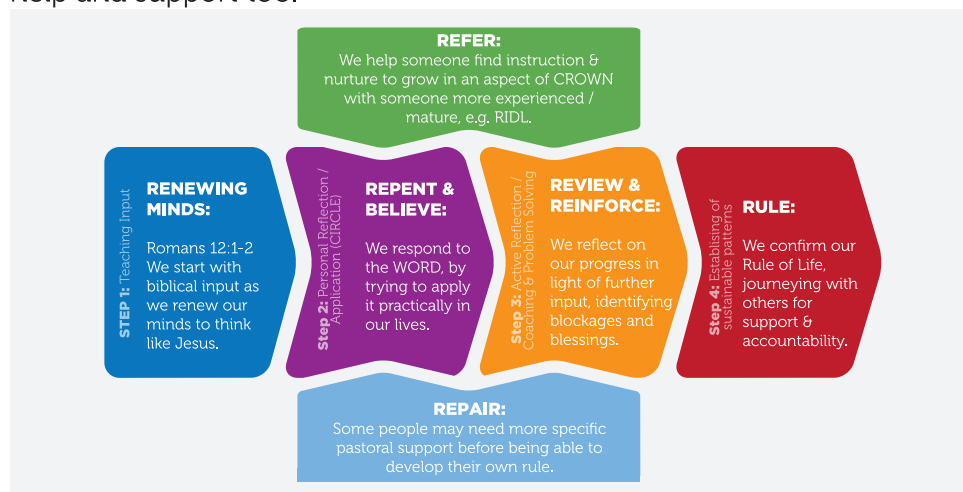 help and support tool
REFER:
We help someone find instruction &
nurture to grow in an aspect of CROWN
with someone more experienced /
mature, e.g. RIDL.
STEP 1: Teaching Input
RENEWING
MINDS:
Romans 12:1-2
We start with
biblical input as
we renew our
minds to think
like Jesus.
Step 2: Personal Reflection /
Application (CIRCLE)
REPENT &
BELIEVE:
We respond to
the WORD, by
trying to apply
it practically in
our lives.
Step 3: Active Reflection /
Coaching & Problem Solving
REVIEW &
REINFORCE:
We reflect on
our progress in
light of further
input, identifying
blockages and
blessings.
Step 4: Establising of
sustainable patterns
RULE:
We confirm our
Rule of Life,
journeying with
others for
support &
accountability.
REPAIR:
Some people may need more specific
pastoral support before being able to
develop their own rule.